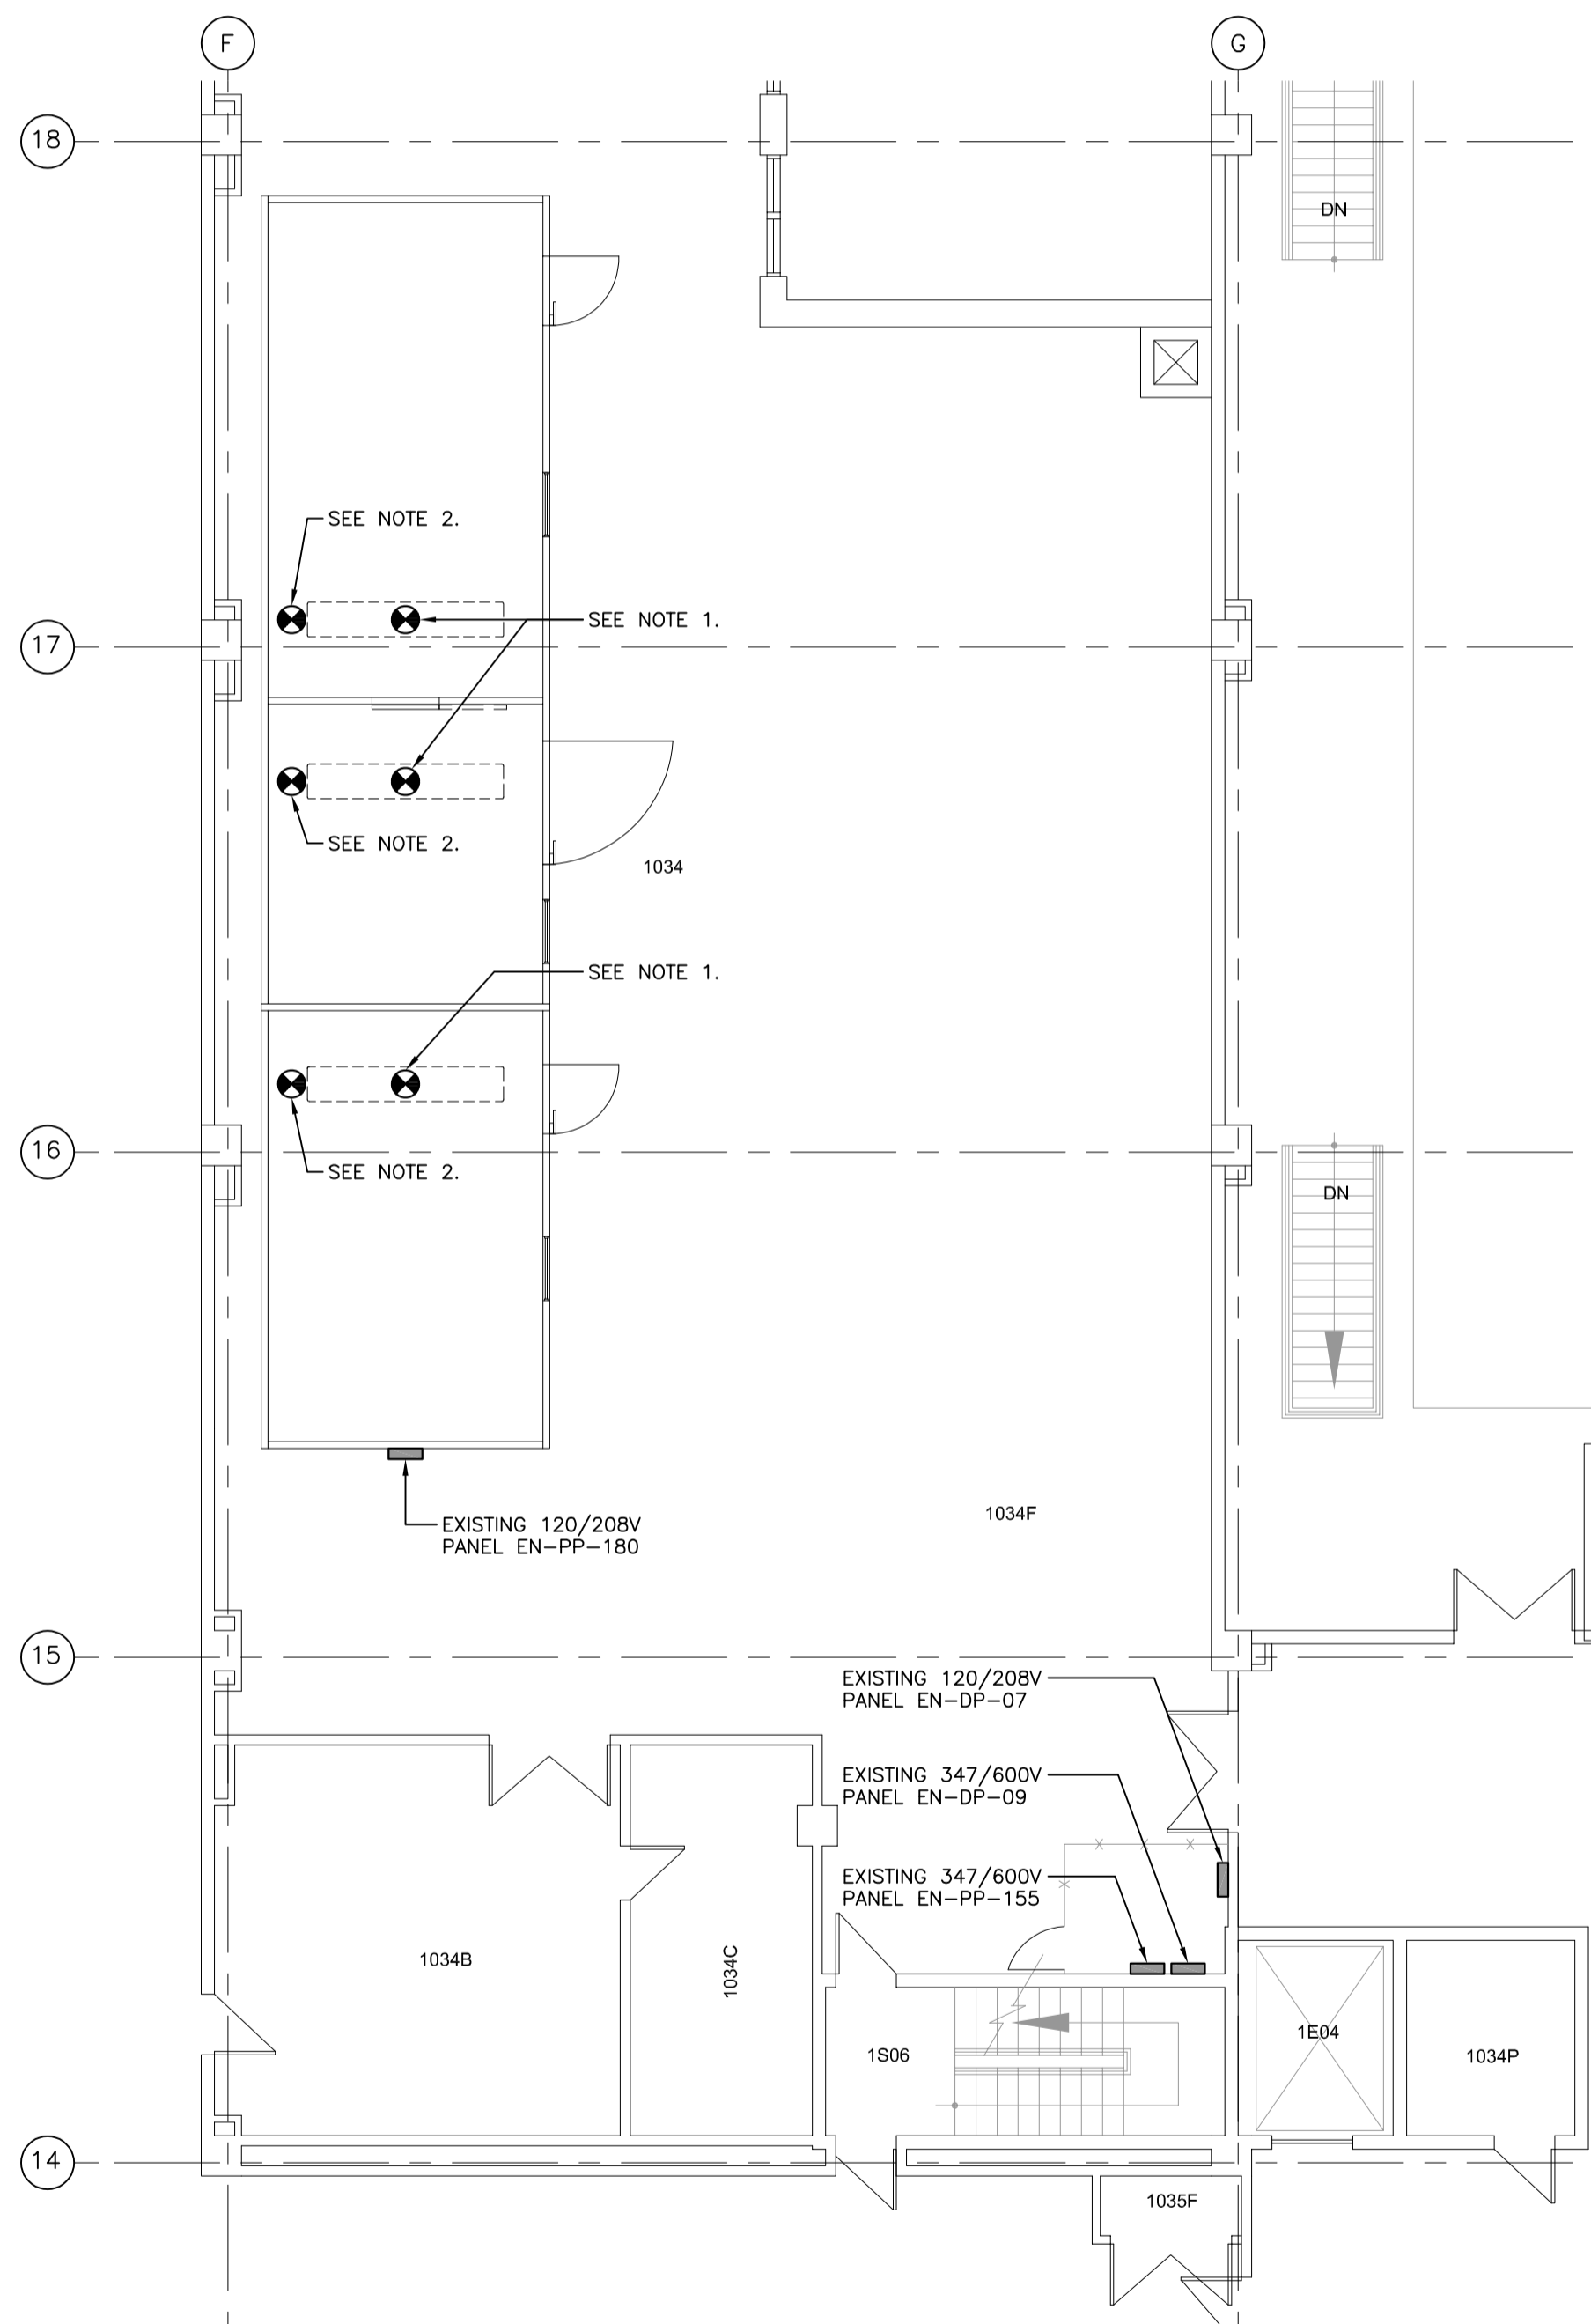 F
G
18
DN
SEE NOTE 2.
SEE NOTE 1.
17
SEE NOTE 2.
1034
SEE NOTE 1.
16
SEE NOTE 2.
DN
1034F
EXISTING 120/208V
PANEL EN-PP-180
15
EXISTING 120/208V
PANEL EN-DP-07
EXISTING 347/600V
PANEL EN-DP-09
EXISTING 347/600V
PANEL EN-PP-155
1034B
1034C
1E04
1S06
1034P
14
1035F